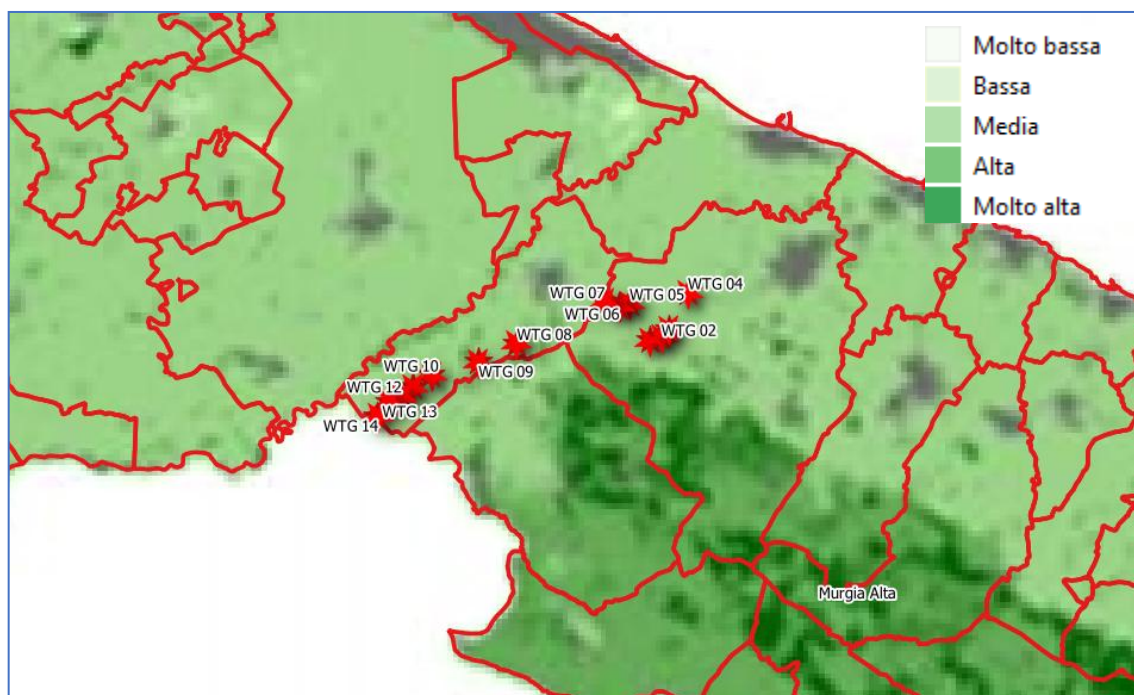 Molto bassa
Bassa
Media
Alta
Molto alta
WTG 04
WTG 07
WTG 05
WTG 06
WTG 02
WTG 08
WTG 10
WTG 09
WTG 12
WTG 13
WTG 14
Murgia Alta